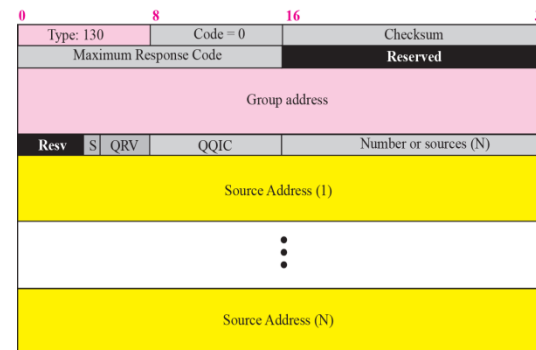 0 8 16
Type: 130 Code = 0 Checksum
Maximum Response Code Reserved
Group address
Resv S QRV QQIC Number or sources (N)
Source Address (1)
Source Address (N)